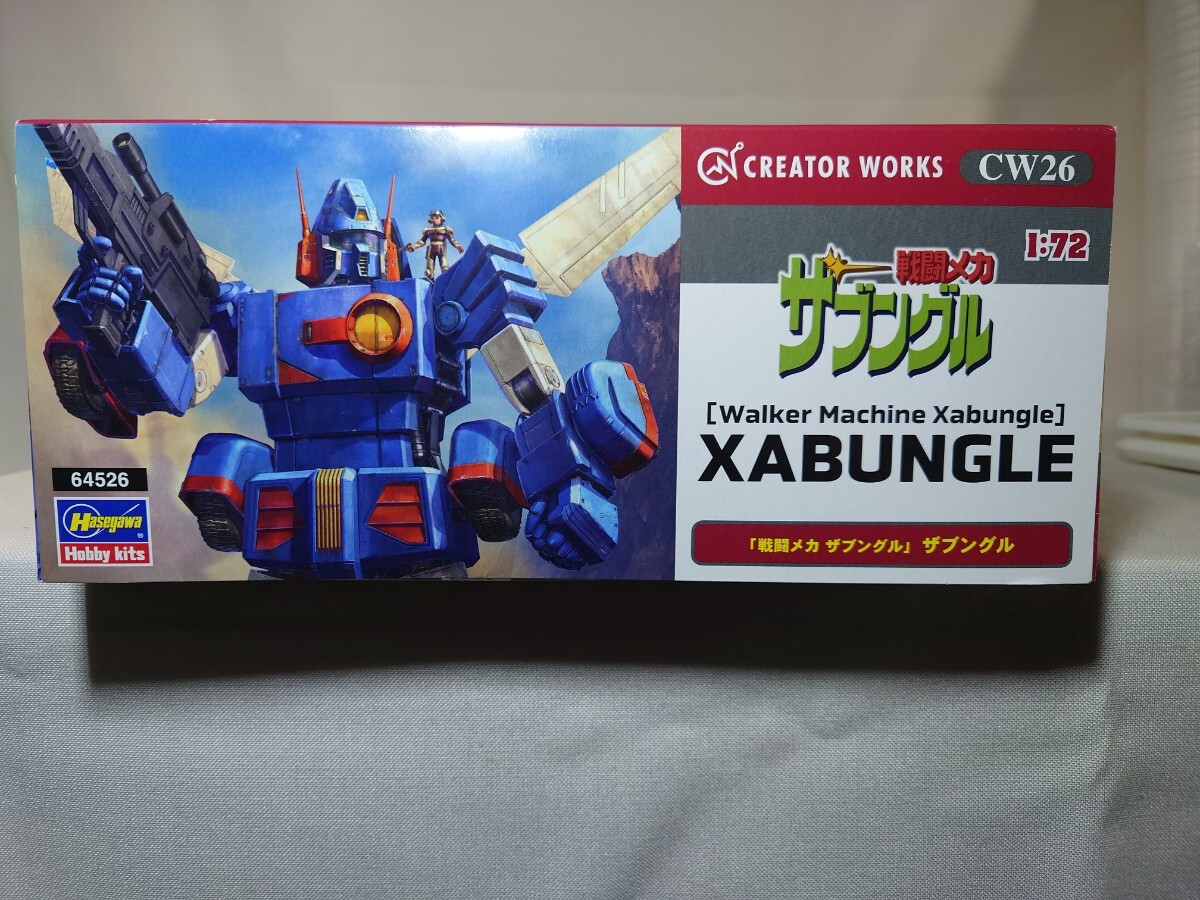 CREATOR WORKS CW26
1:72
戦闘メカ
ザブングル
[Walker Machine Xabungle]
XABUNGLE
「戦闘メカ ザブングル」 ザブングル
64526
Hasegawa®
Hobby kits